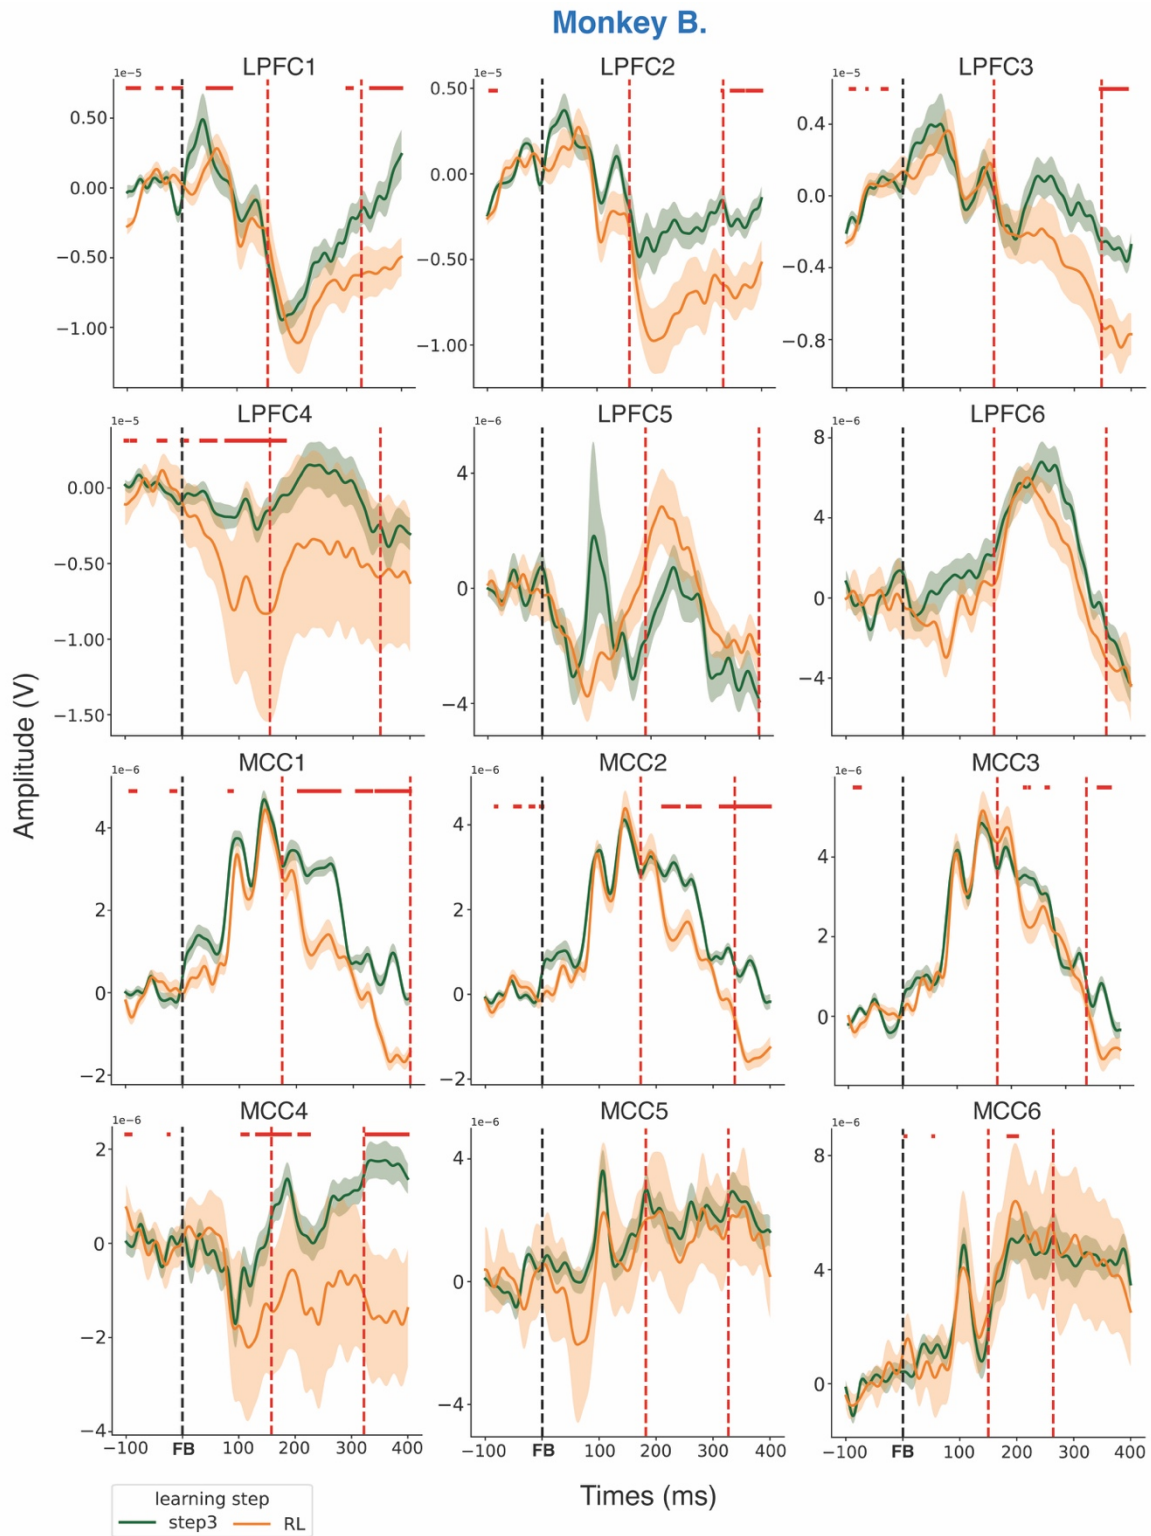 Monkey B.
LPFC1 LPFC2 LPFC3
1e−5 1e−5 1e−5
0.50 0.50 0.4
0.00 0.00 0.0
−0.50 −0.50 −0.4
−1.00 −1.00 −0.8
LPFC4 LPFC5 LPFC6
1e−5 1e−6 1e−6
0.00 4 8
−0.50 0 4
−1.00 −4 0
−1.50 −4
Amplitude (V)
MCC1 MCC2 MCC3
1e−6 1e−6 1e−6
4 4 4
2 2 2
0 0 0
−2 −2
MCC4 MCC5 MCC6
1e−6 1e−6 1e−6
2 4 8
0 0 4
−2 −4 0
−4
−100 FB 100 200 300 400 −100 FB 100 200 300 400 −100 FB 100 200 300 400
Times (ms)
learning step
step3 RL